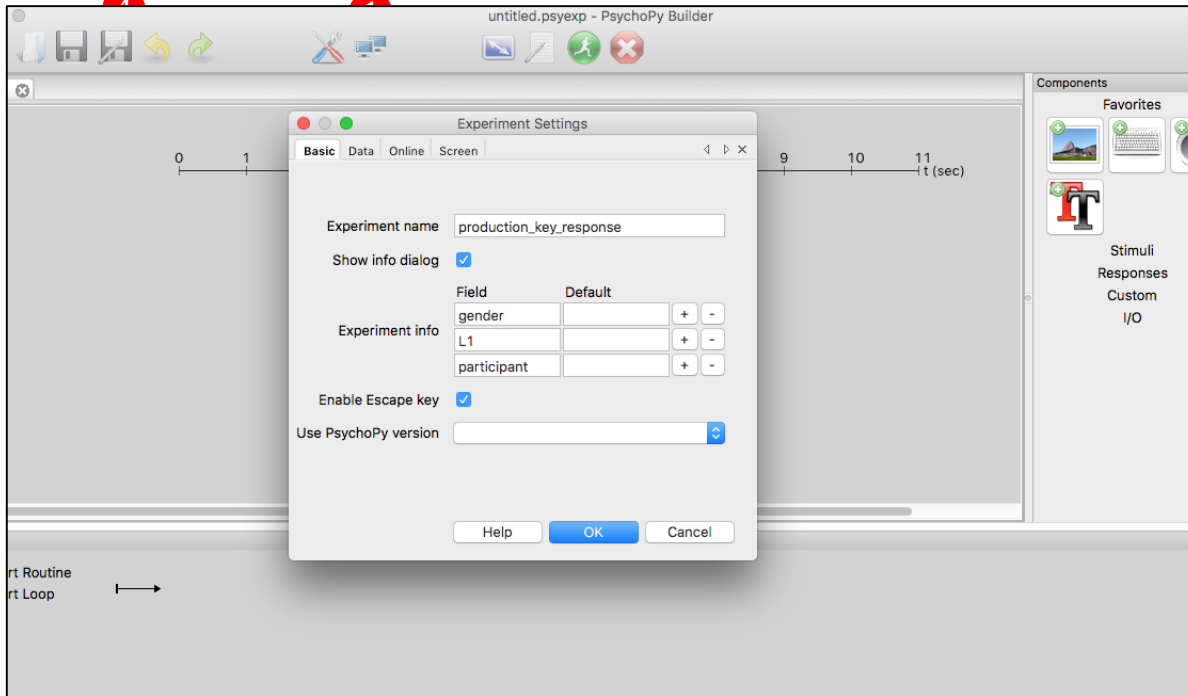 untitled.psyexp - PsychoPy Builder
Components
Favorites
Experiment Settings
Basic Data Online Screen
0 1 9 10 11 t (sec)
Experiment name production_key_response
Show info dialog
Field Default
gender + -
Experiment info
L1 + -
participant + -
Enable Escape key
Use PsychoPy version
Help OK Cancel
TT
Stimuli
Responses
Custom
I/O
rt Routine
rt Loop